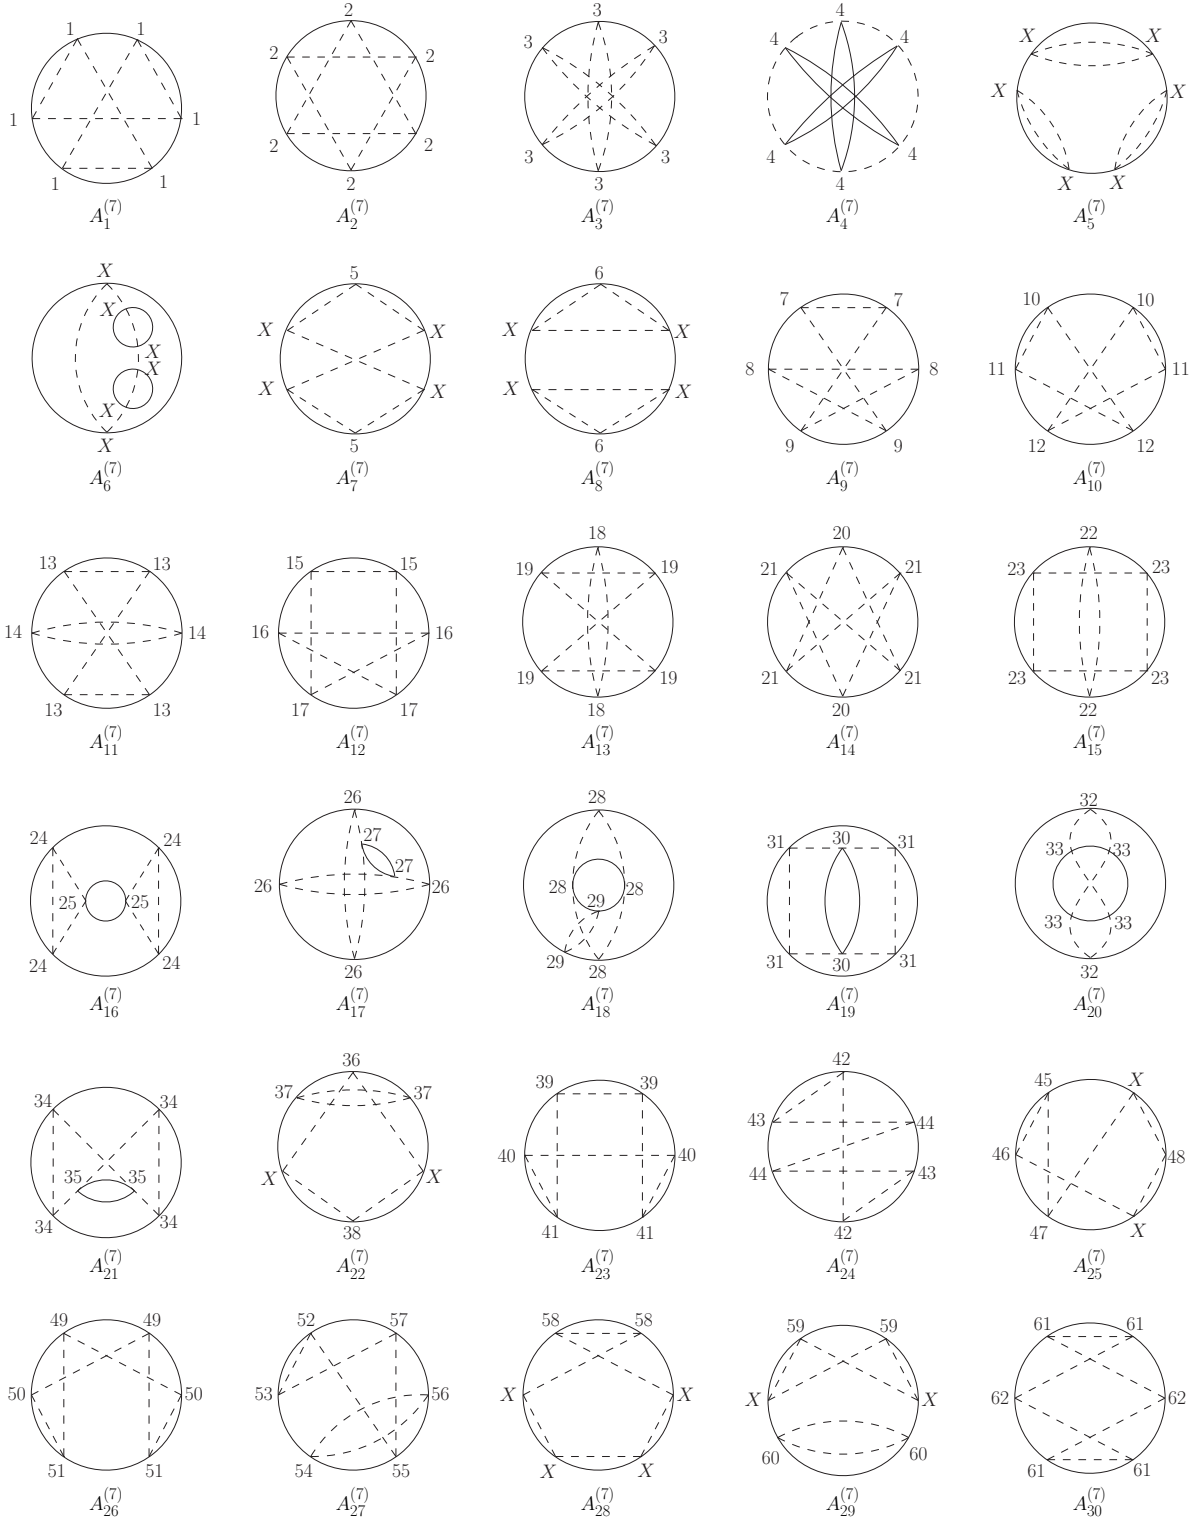 1 1 2 3 4 X X
1 1 2 2 3 3 4 4 X X
1 1 2 2 3 3 4 4 X X
2 3 4
A_1^{(7)} A_2^{(7)} A_3^{(7)} A_4^{(7)} A_5^{(7)}
X 5 6 7 7 10 10
X X X X X X 8 8 11 11
X X X X X X 9 9 12 12
X 5 6
A_6^{(7)} A_7^{(7)} A_8^{(7)} A_9^{(7)} A_{10}^{(7)}
13 13 15 15 18 20 22
14 14 16 16 19 19 21 21 23 23
13 13 17 17 19 19 21 21 23 23
18 20 22
A_{11}^{(7)} A_{12}^{(7)} A_{13}^{(7)} A_{14}^{(7)} A_{15}^{(7)}
24 24 26 28 31 30 31 32
25 25 27 27 28 28 33 33
26 26 29 33 33
24 24 26 29 28 31 30 31 32
A_{16}^{(7)} A_{17}^{(7)} A_{18}^{(7)} A_{19}^{(7)} A_{20}^{(7)}
34 34 36 39 39 42 45 X
35 35 37 37 40 40 43 44 46 48
34 34 X X 41 41 44 43 47 X
38 42
A_{21}^{(7)} A_{22}^{(7)} A_{23}^{(7)} A_{24}^{(7)} A_{25}^{(7)}
49 49 52 57 58 58 59 59 61 61
50 50 53 56 X X X X 62 62
51 51 54 55 X X 60 60 61 61
A_{26}^{(7)} A_{27}^{(7)} A_{28}^{(7)} A_{29}^{(7)} A_{30}^{(7)}